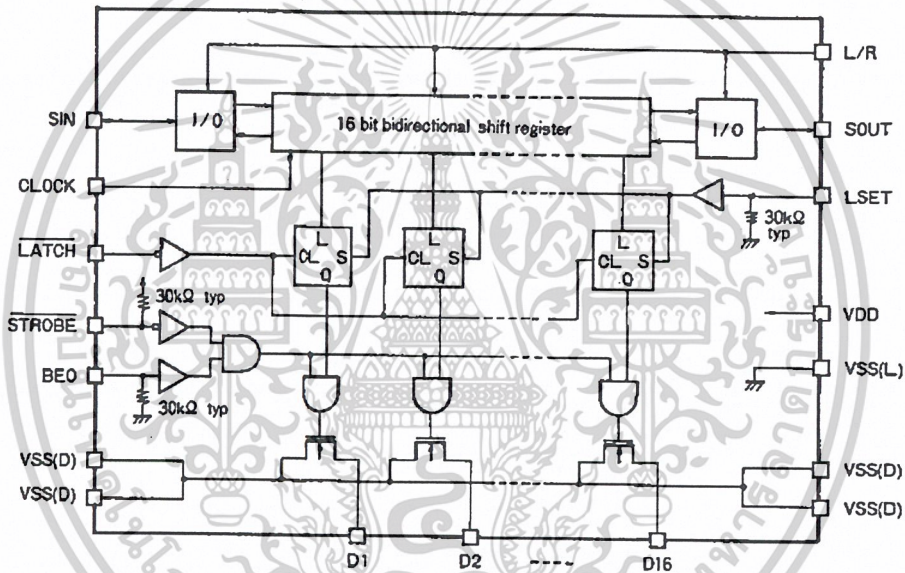 L/R
SIN
I/O
16 bit bidirectional shift register
I/O
SOUT
CLOCK
LSET
30kΩ typ
LATCH
L
CL S
Q
L
CL S
Q
L
CL S
Q
30kΩ typ
STROBE
VDD
BEO
VSS(L)
30kΩ typ
VSS(D)
VSS(D)
VSS(D)
VSS(D)
D1
D2
D16